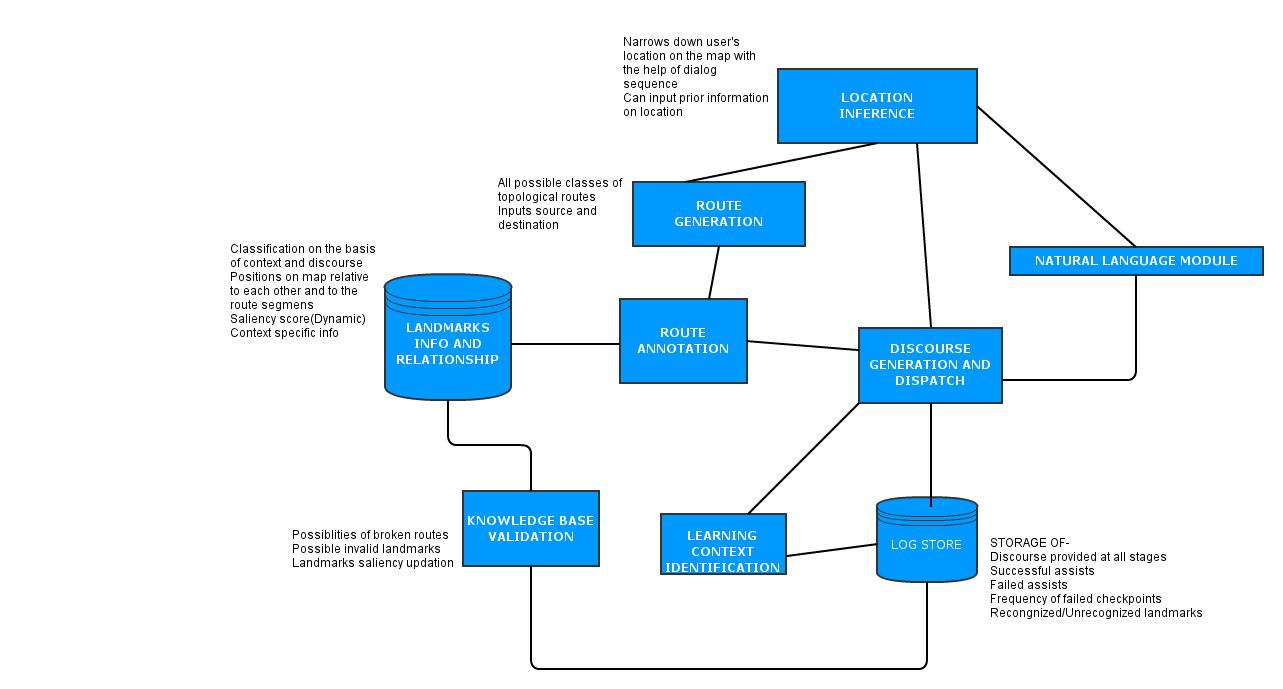 Narrows down user's
location on the map with
the help of dialog
sequence
Can input prior information
on location
LOCATION
INFERENCE
All possible classes of
topological routes
Inputs source and
destination
ROUTE
GENERATION
NATURAL LANGUAGE MODULE
Classification on the basis
of context and discourse
Positions on map relative
to each other and to the
route segmens
Saliency score(Dynamic)
Context specific info
LANDMARKS
INFO AND
RELATIONSHIP
ROUTE
ANNOTATION
DISCOURSE
GENERATION AND
DISPATCH
Possiblities of broken routes
Possible invalid landmarks
Landmarks saliency updation
KNOWLEDGE BASE
VALIDATION
LEARNING
CONTEXT
IDENTIFICATION
LOG STORE
STORAGE OF-
Discourse provided at all stages
Successful assists
Failed assists
Frequency of failed checkpoints
Recongnized/Unrecognized landmarks